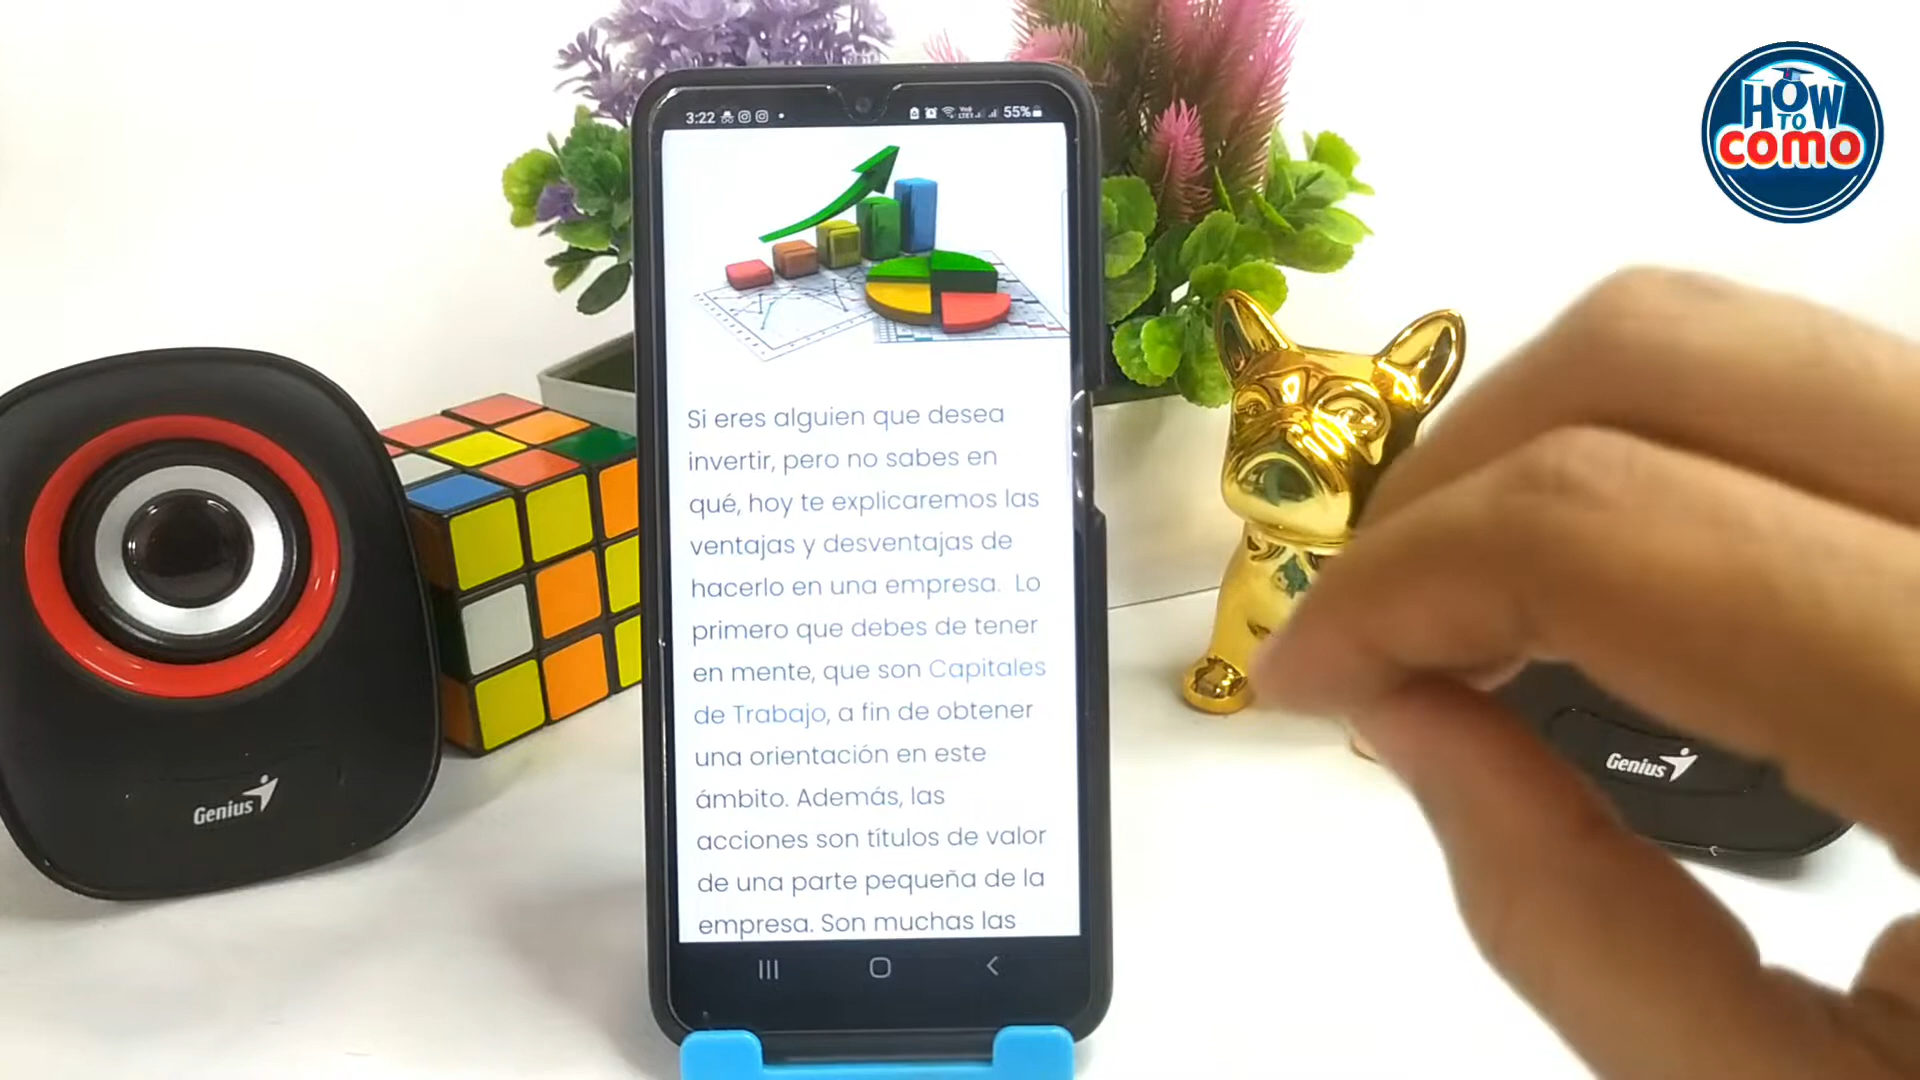 HOW
TO
COMO
3:22
55%
Si eres alguien que desea
invertir, pero no sabes en
qué, hoy te explicaremos las
ventajas y desventajas de
hacerlo en una empresa. Lo
primero que debes de tener
en mente, que son Capitales
de Trabajo, a fin de obtener
una orientación en este
ámbito. Además, las
acciones son títulos de valor
de una parte pequeña de la
empresa. Son muchas las
Genius
Genius